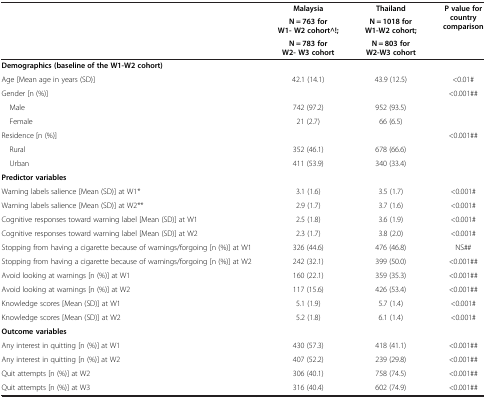 Malaysia Thailand P value for country comparison
N = 763 for W1- W2 cohort^!; N = 1018 for W1-W2 cohort;
N = 783 for W2- W3 cohort N = 803 for W2-W3 cohort
Demographics (baseline of the W1-W2 cohort)
Age [Mean age in years (SD)] 42.1 (14.1) 43.9 (12.5) <0.01#
Gender [n (%)] <0.001##
Male 742 (97.2) 952 (93.5)
Female 21 (2.7) 66 (6.5)
Residence [n (%)] <0.001##
Rural 352 (46.1) 678 (66.6)
Urban 411 (53.9) 340 (33.4)
Predictor variables
Warning labels salience [Mean (SD)] at W1* 3.1 (1.6) 3.5 (1.7) <0.001#
Warning labels salience [Mean (SD)] at W2** 2.9 (1.7) 3.7 (1.6) <0.001#
Cognitive responses toward warning label [Mean (SD)] at W1 2.5 (1.8) 3.6 (1.9) <0.001#
Cognitive responses toward warning label [Mean (SD)] at W2 2.3 (1.7) 3.8 (2.0) <0.001#
Stopping from having a cigarette because of warnings/forgoing [n (%)] at W1 326 (44.6) 476 (46.8) NS##
Stopping from having a cigarette because of warnings/forgoing [n (%)] at W2 242 (32.1) 399 (50.0) <0.001##
Avoid looking at warnings [n (%)] at W1 160 (22.1) 359 (35.3) <0.001##
Avoid looking at warnings [n (%)] at W2 117 (15.6) 426 (53.4) <0.001##
Knowledge scores [Mean (SD)] at W1 5.1 (1.9) 5.7 (1.4) <0.001#
Knowledge scores [Mean (SD)] at W2 5.2 (1.8) 6.1 (1.4) <0.001#
Outcome variables
Any interest in quitting [n (%)] at W1 430 (57.3) 418 (41.1) <0.001##
Any interest in quitting [n (%)] at W2 407 (52.2) 239 (29.8) <0.001##
Quit attempts [n (%)] at W2 306 (40.1) 758 (74.5) <0.001##
Quit attempts [n (%)] at W3 316 (40.4) 602 (74.9) <0.001##